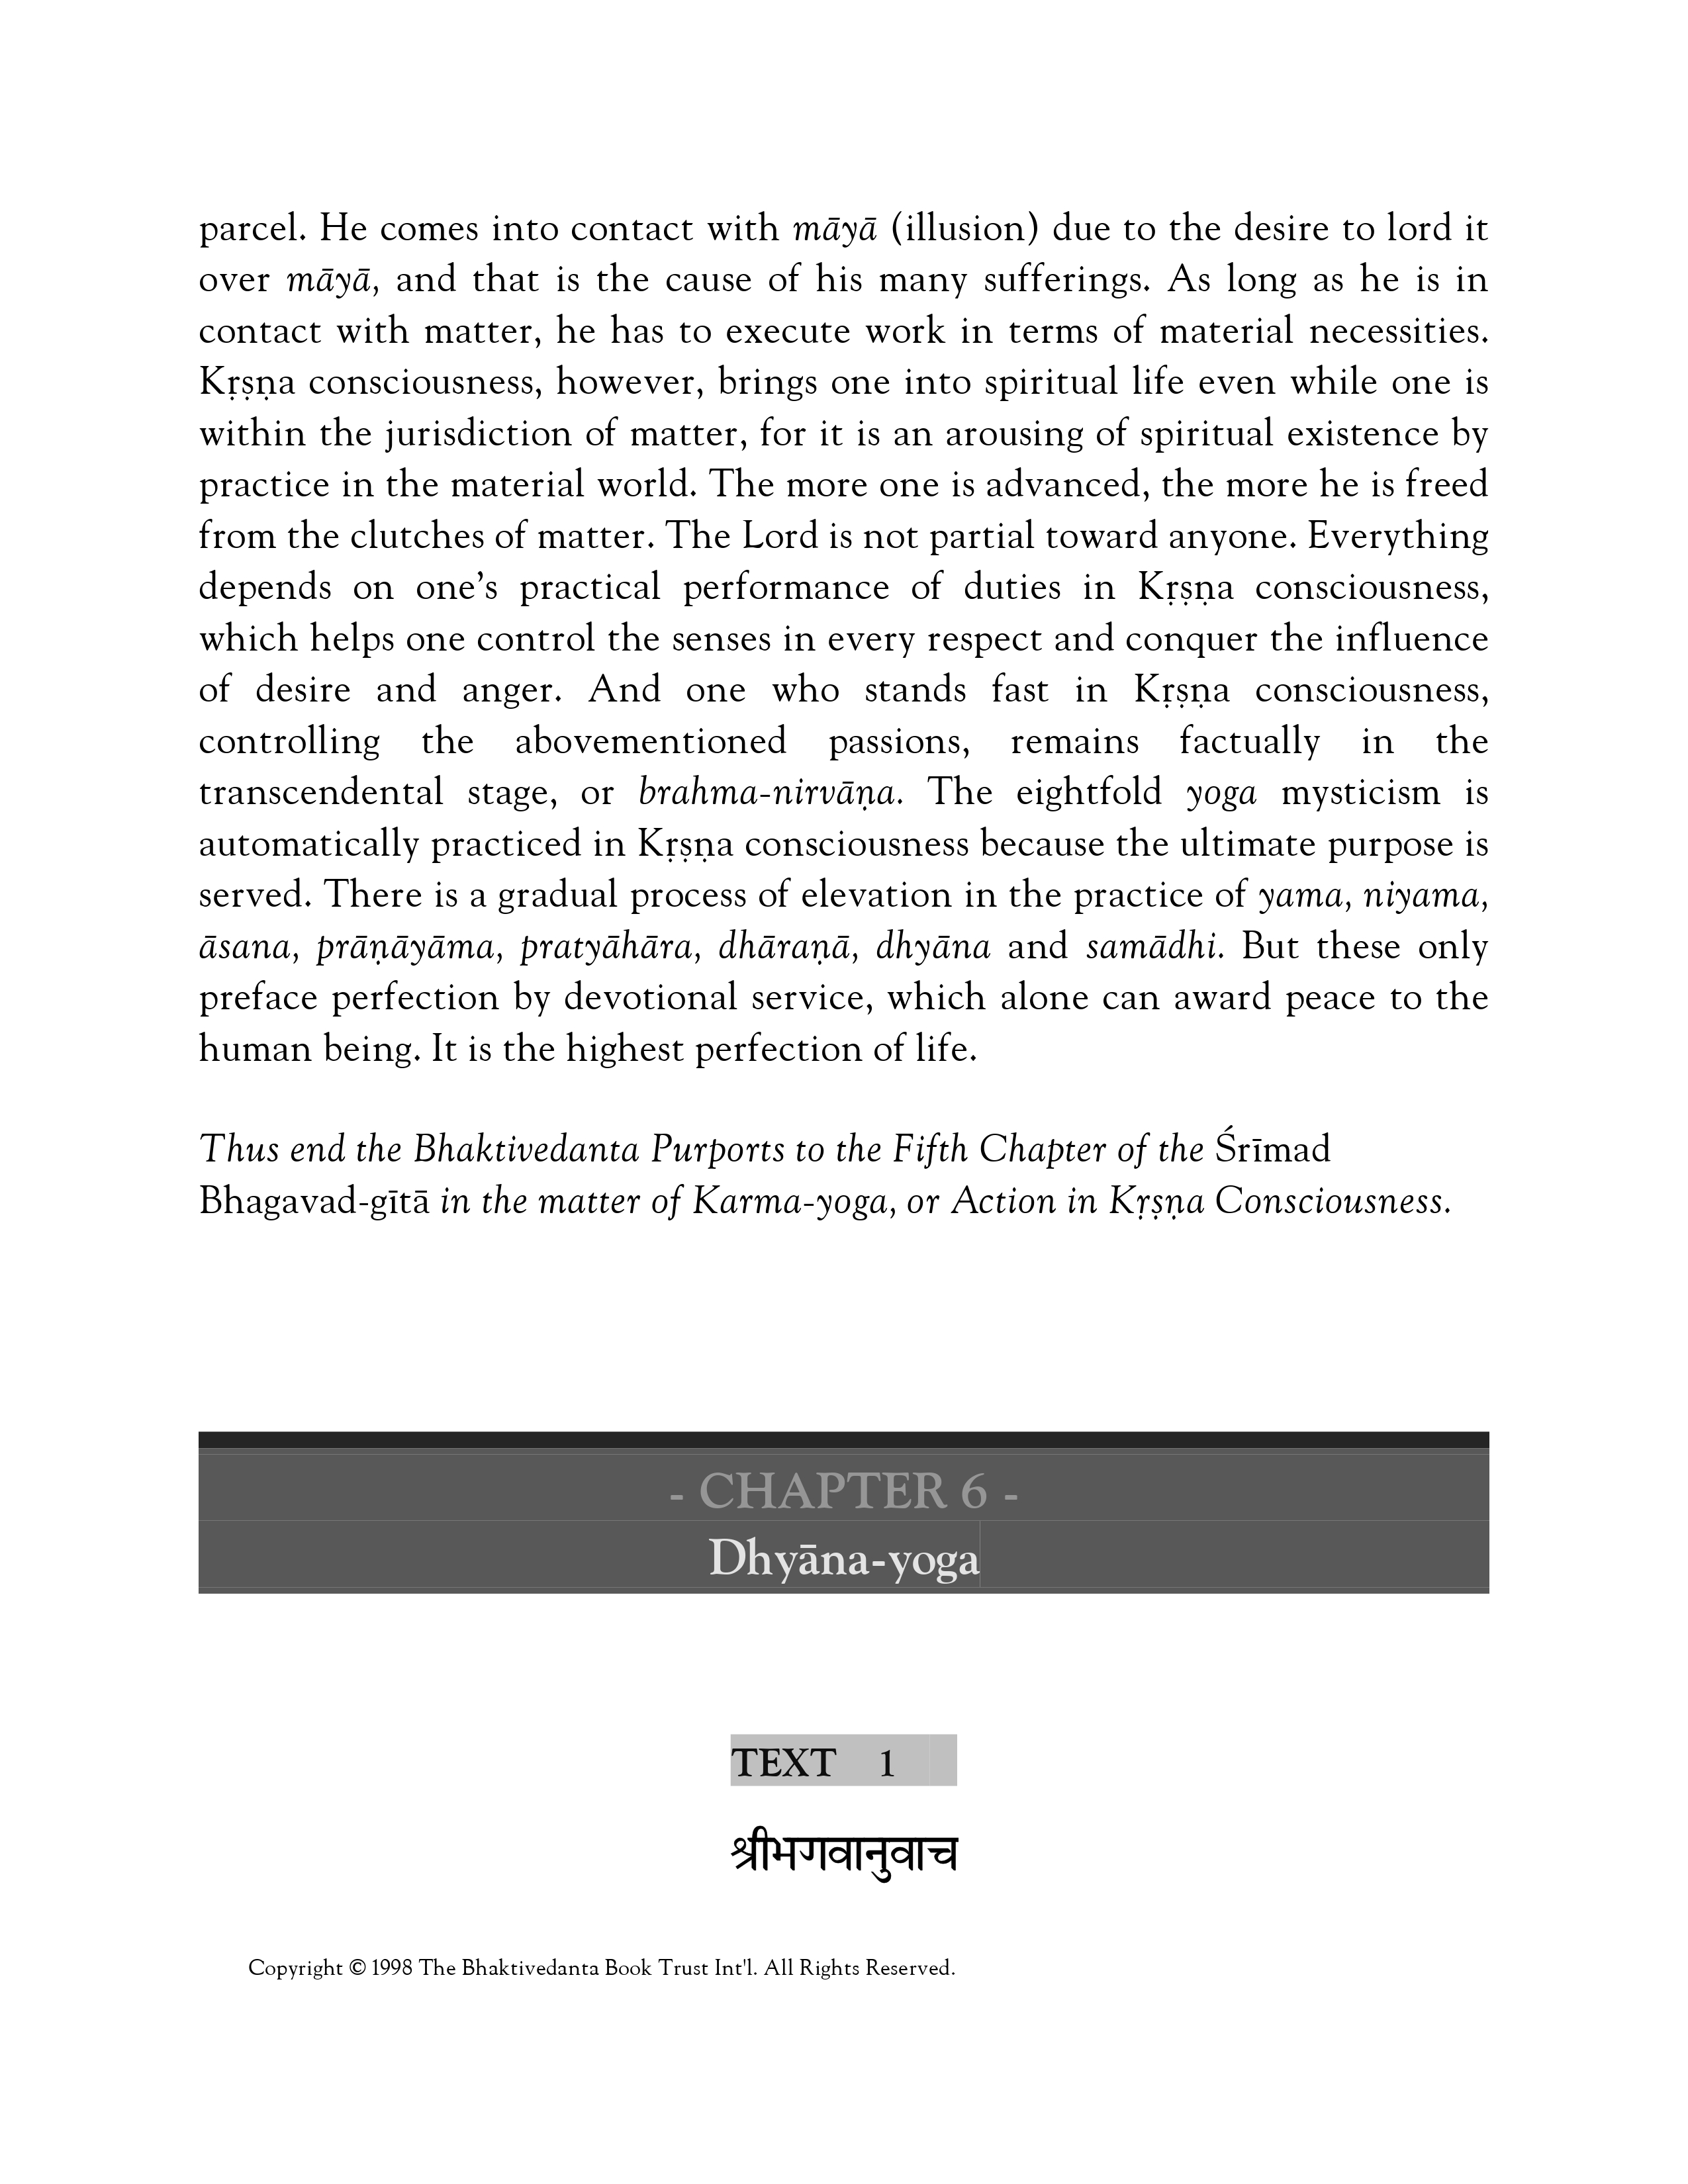 parcel. He comes into contact with māyā (illusion) due to the desire to lord it
over māyā, and that is the cause of his many sufferings. As long as he is in
contact with matter, he has to execute work in terms of material necessities.
Kṛṣṇa consciousness, however, brings one into spiritual life even while one is
within the jurisdiction of matter, for it is an arousing of spiritual existence by
practice in the material world. The more one is advanced, the more he is freed
from the clutches of matter. The Lord is not partial toward anyone. Everything
depends on one’s practical performance of duties in Kṛṣṇa consciousness,
which helps one control the senses in every respect and conquer the influence
of desire and anger. And one who stands fast in Kṛṣṇa consciousness,
controlling the abovementioned passions, remains factually in the
transcendental stage, or brahma-nirvāṇa. The eightfold yoga mysticism is
automatically practiced in Kṛṣṇa consciousness because the ultimate purpose is
served. There is a gradual process of elevation in the practice of yama, niyama,
āsana, prāṇāyāma, pratyāhāra, dhāraṇā, dhyāna and samādhi. But these only
preface perfection by devotional service, which alone can award peace to the
human being. It is the highest perfection of life.
Thus end the Bhaktivedanta Purports to the Fifth Chapter of the Śrīmad
Bhagavad-gītā in the matter of Karma-yoga, or Action in Kṛṣṇa Consciousness.
- CHAPTER 6 -
Dhyāna-yoga
TEXT 1
श्रीभगवानुवाच
Copyright © 1998 The Bhaktivedanta Book Trust Int'l. All Rights Reserved.